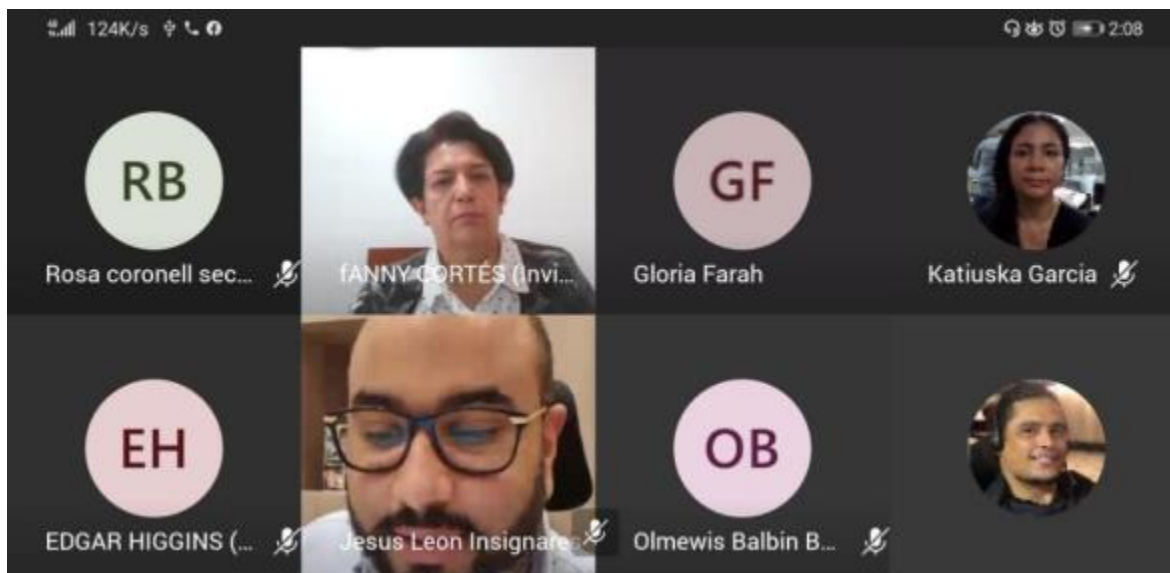 124K/s
2:08
RB
GF
Rosa coronell sec...
fANNY CORTÉS (invi...
Gloria Farah
Katiuska Garcia
EH
OB
EDGAR HIGGINS (...
Jesus Leon Insignares
Olmewis Balbin B...